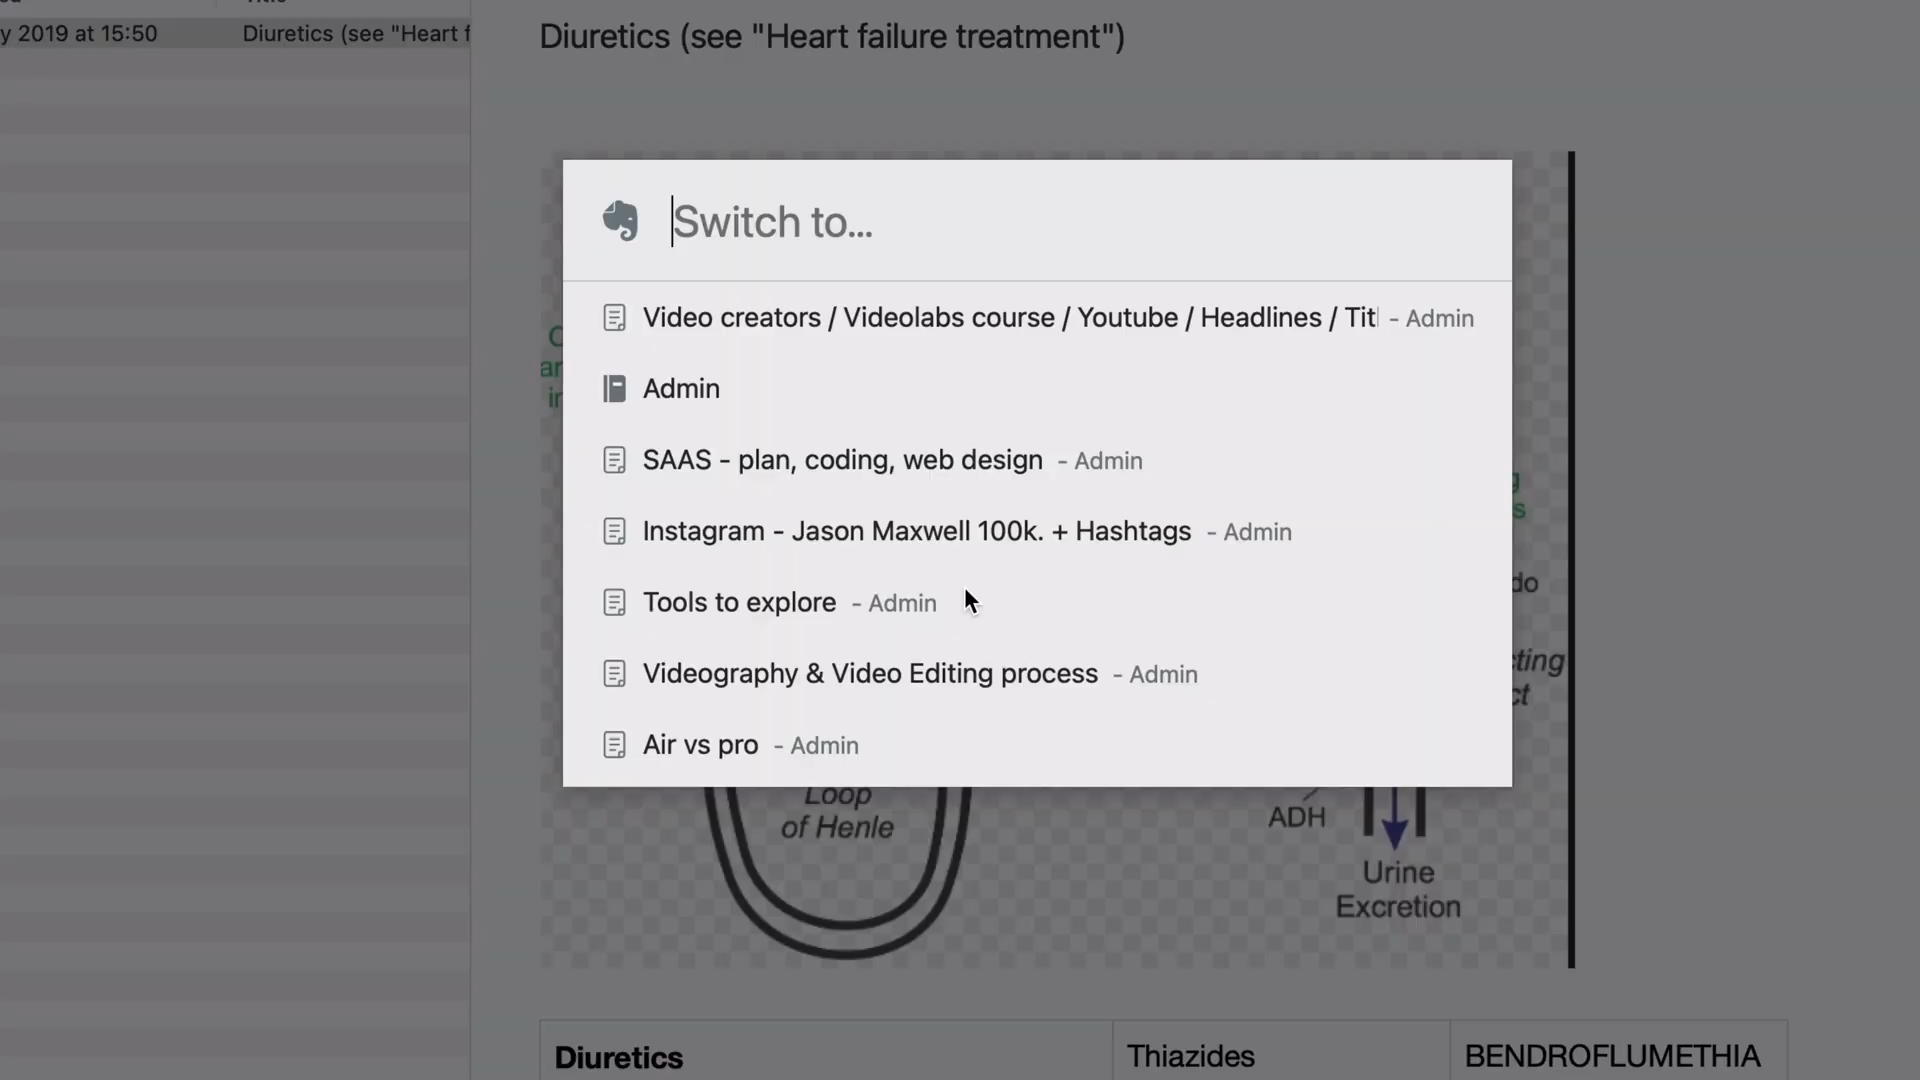 y 2019 at 15:50
Diuretics (see "Heart f
Diuretics (see "Heart failure treatment")
Switch to...
Video creators / Videolabs course / Youtube / Headlines / Tit - Admin
Admin
SAAS - plan, coding, web design - Admin
Instagram - Jason Maxwell 100k. + Hashtags - Admin
Tools to explore - Admin
Videography & Video Editing process - Admin
Air vs pro - Admin
Loop
of Henle
ADH
Urine
Excretion
Diuretics
Thiazides
BENDROFLUMETHIA